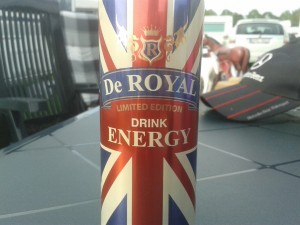 R
De ROYAL
LIMITED EDITION
DRINK
ENERGY